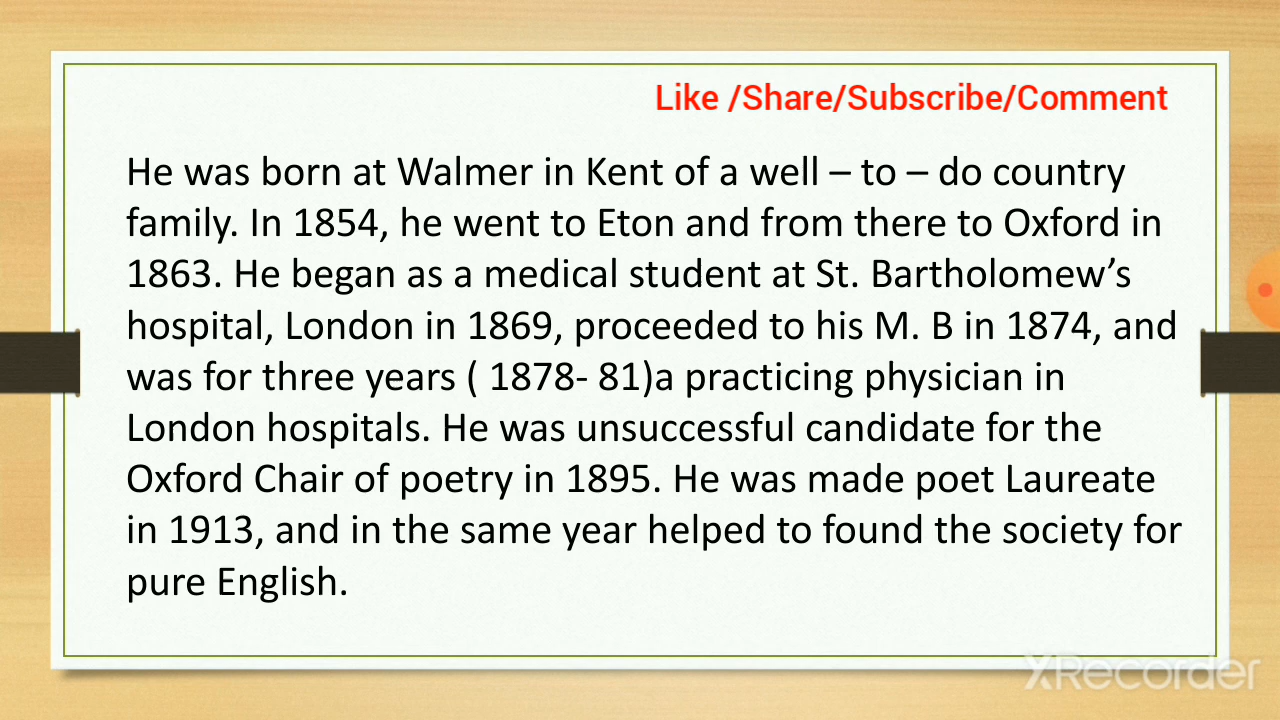 Like /Share/Subscribe/Comment
He was born at Walmer in Kent of a well – to – do country
family. In 1854, he went to Eton and from there to Oxford in
1863. He began as a medical student at St. Bartholomew’s
hospital, London in 1869, proceeded to his M. B in 1874, and
was for three years ( 1878- 81)a practicing physician in
London hospitals. He was unsuccessful candidate for the
Oxford Chair of poetry in 1895. He was made poet Laureate
in 1913, and in the same year helped to found the society for
pure English.
XRecorder